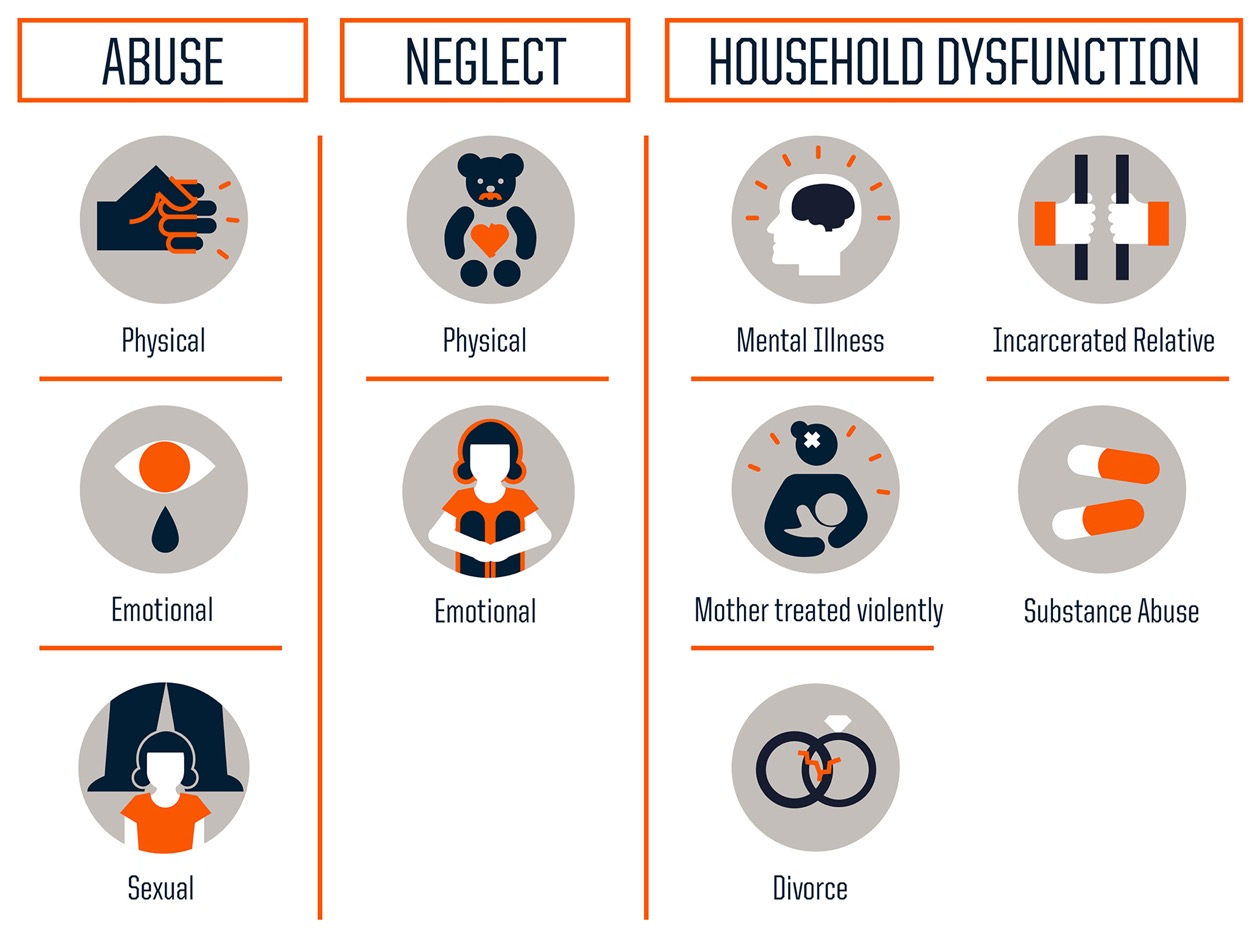 ABUSE
Physical
Emotional
Sexual
NEGLECT
Physical
Emotional
HOUSEHOLD DYSFUNCTION
Mental Illness
Incarcerated Relative
Mother treated violently
Substance Abuse
Divorce